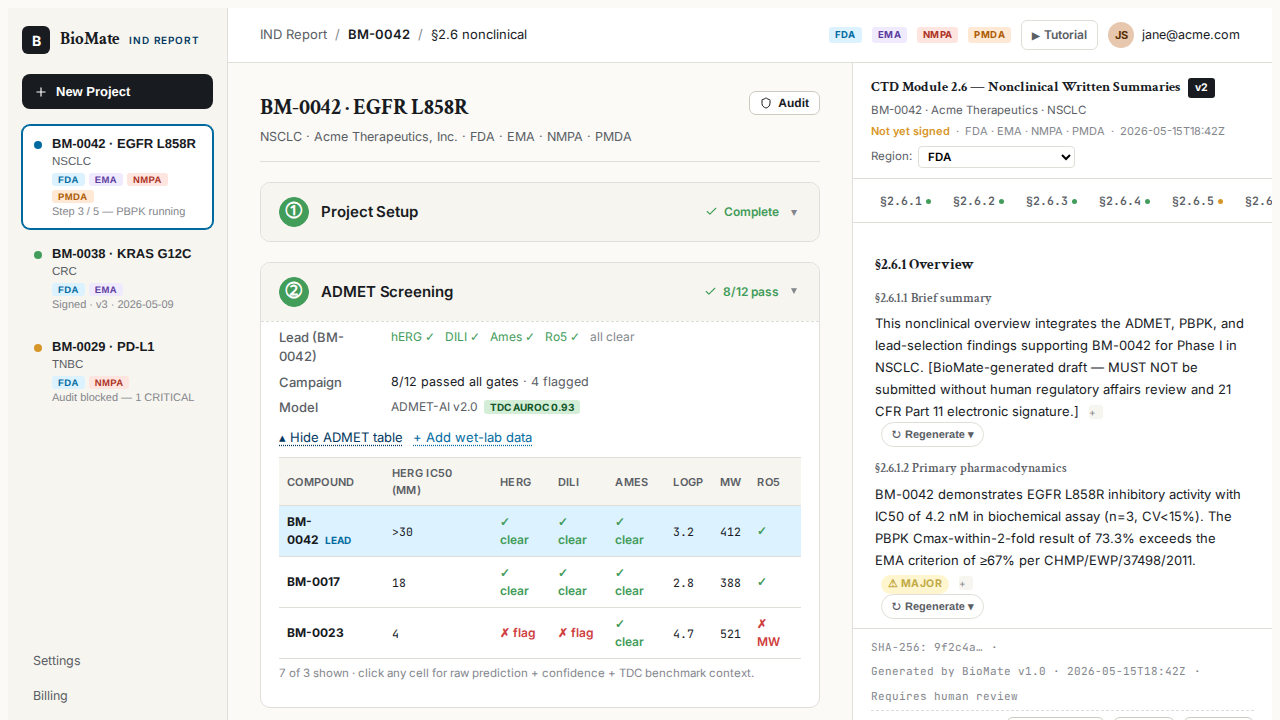 B BioMate IND REPORT
+ New Project
BM-0042 · EGFR L858R
NSCLC
FDA EMA NMPA
PMDA
Step 3 / 5 — PBPK running
BM-0038 · KRAS G12C
CRC
FDA EMA
Signed · v3 · 2026-05-09
BM-0029 · PD-L1
TNBC
FDA NMPA
Audit blocked — 1 CRITICAL
Settings
Billing
IND Report / BM-0042 / §2.6 nonclinical
FDA EMA NMPA PMDA ▶ Tutorial JS jane@acme.com
BM-0042 · EGFR L858R
Audit
NSCLC · Acme Therapeutics, Inc. · FDA · EMA · NMPA · PMDA
① Project Setup ✓ Complete ▼
② ADMET Screening ✓ 8/12 pass ▼
Lead (BM-
0042) hERG ✓ DILI ✓ Ames ✓ Ro5 ✓ all clear
Campaign 8/12 passed all gates · 4 flagged
Model ADMET-AI v2.0 TDC AUROC 0.93
▴ Hide ADMET table + Add wet-lab data
COMPOUND HERG IC50
(MM) HERG DILI AMES LOGP MW RO5
BM-
0042 LEAD >30 ✓ clear ✓ clear ✓ clear 3.2 412 ✓
BM-0017 18 ✓ clear ✓ clear ✓ clear 2.8 388 ✓
BM-0023 4 ✗ flag ✗ flag ✓ clear 4.7 521 ✗ MW
7 of 3 shown · click any cell for raw prediction + confidence + TDC benchmark context.
CTD Module 2.6 — Nonclinical Written Summaries v2
BM-0042 · Acme Therapeutics · NSCLC
Not yet signed · FDA · EMA · NMPA · PMDA · 2026-05-15T18:42Z
Region: FDA
§2.6.1 §2.6.2 §2.6.3 §2.6.4 §2.6.5 §2.6
§2.6.1 Overview
§2.6.1.1 Brief summary
This nonclinical overview integrates the ADMET, PBPK, and
lead-selection findings supporting BM-0042 for Phase I in
NSCLC. [BioMate-generated draft — MUST NOT be
submitted without human regulatory affairs review and 21
CFR Part 11 electronic signature.] +
↻ Regenerate ▾
§2.6.1.2 Primary pharmacodynamics
BM-0042 demonstrates EGFR L858R inhibitory activity with
IC50 of 4.2 nM in biochemical assay (n=3, CV<15%). The
PBPK Cmax-within-2-fold result of 73.3% exceeds the
EMA criterion of ≥67% per CHMP/EWP/37498/2011.
⚠ MAJOR +
↻ Regenerate ▾
SHA-256: 9f2c4a… ·
Generated by BioMate v1.0 · 2026-05-15T18:42Z ·
Requires human review